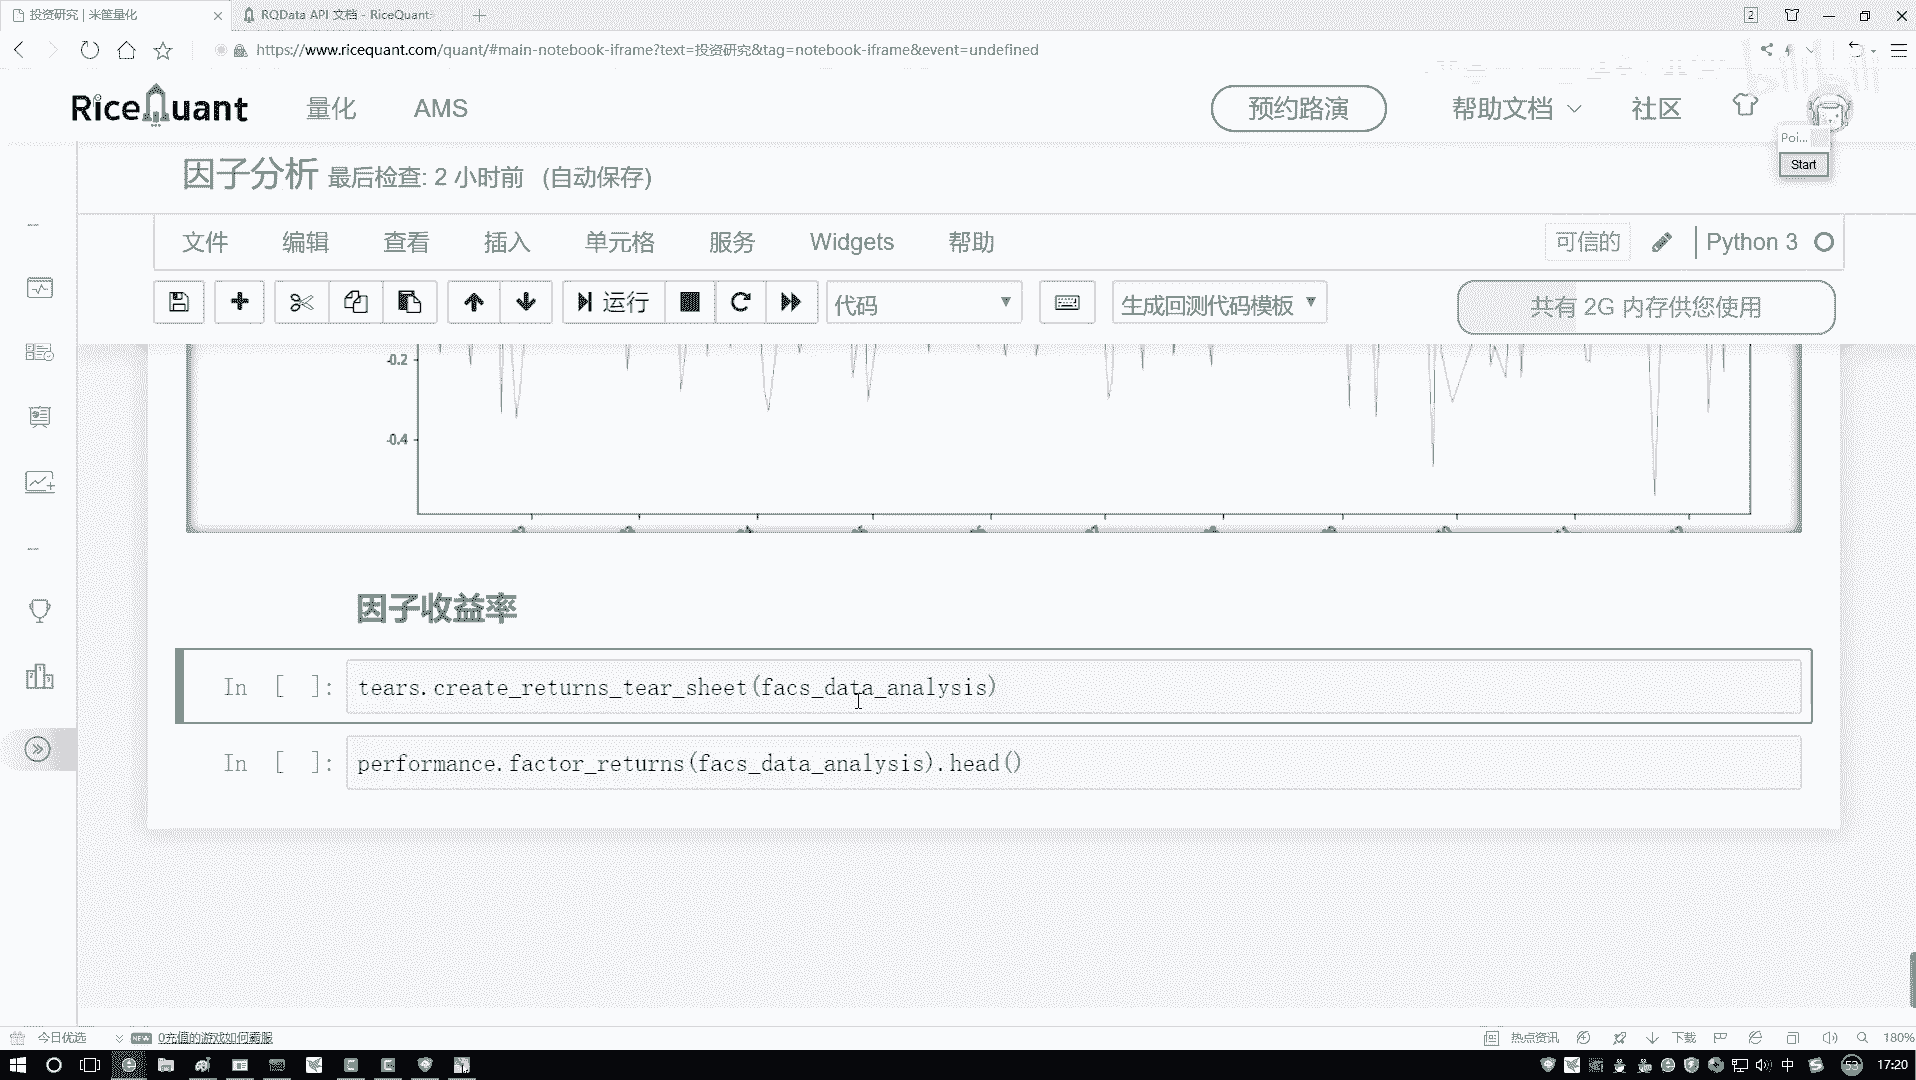 投资研究 | 米筐量化
RQData API 文档 - RiceQuant
2
https://www.ricequant.com/quant/#main-notebook-iframe?text=投资研究&tag=notebook-iframe&event=undefined
bilibili
RiceQuant
量化
AMS
预约路演
帮助文档
社区
Poi...
Start
因子分析 最后检查: 2 小时前 (自动保存)
文件
编辑
查看
插入
单元格
服务
Widgets
帮助
可信的
Python 3
运行
代码
生成回测代码模板
共有 2G 内存供您使用
-0.2
-0.4
因子收益率
In [ ]: tears.create_returns_tear_sheet(facs_data_analysis)
In [ ]: performance.factor_returns(facs_data_analysis).head()
今日优选
NEW
0充值的游戏如何霸服
热点资讯
下载
180%
中
53
17:20